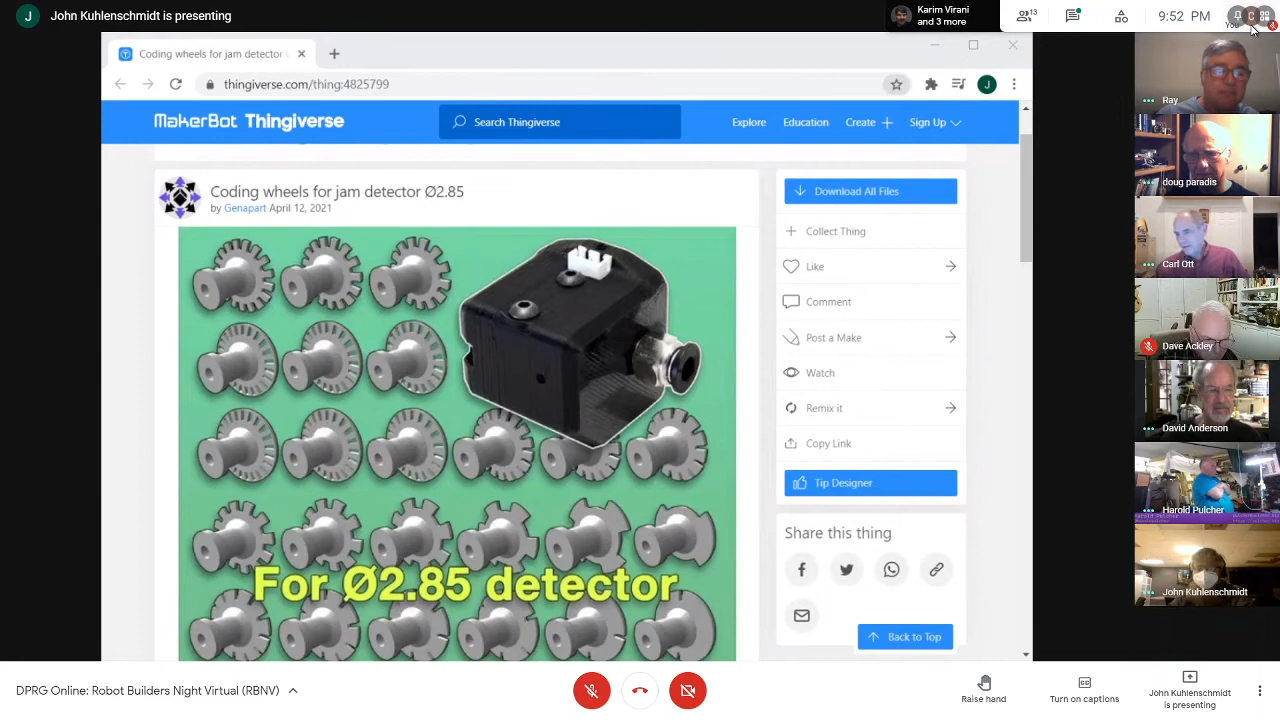 J John Kuhlenschmidt is presenting
Karim Virani
and 3 more
13
9:52 PM
You
Coding wheels for jam detector
thingiverse.com/thing:4825799
J
MakerBot Thingiverse
Search Thingiverse
Explore
Education
Create
Sign Up
Coding wheels for jam detector Ø2.85
by Genapart April 12, 2021
For Ø2.85 detector
Download All Files
Collect Thing
Like
Comment
Post a Make
Watch
Remix it
Copy Link
Tip Designer
Share this thing
Back to Top
Ray
doug paradis
Carl Ott
Dave Ackley
David Anderson
Harold Pulcher
John Kuhlenschmidt
DPRG Online: Robot Builders Night Virtual (RBNV)
Raise hand
Turn on captions
John Kuhlenschmidt
is presenting